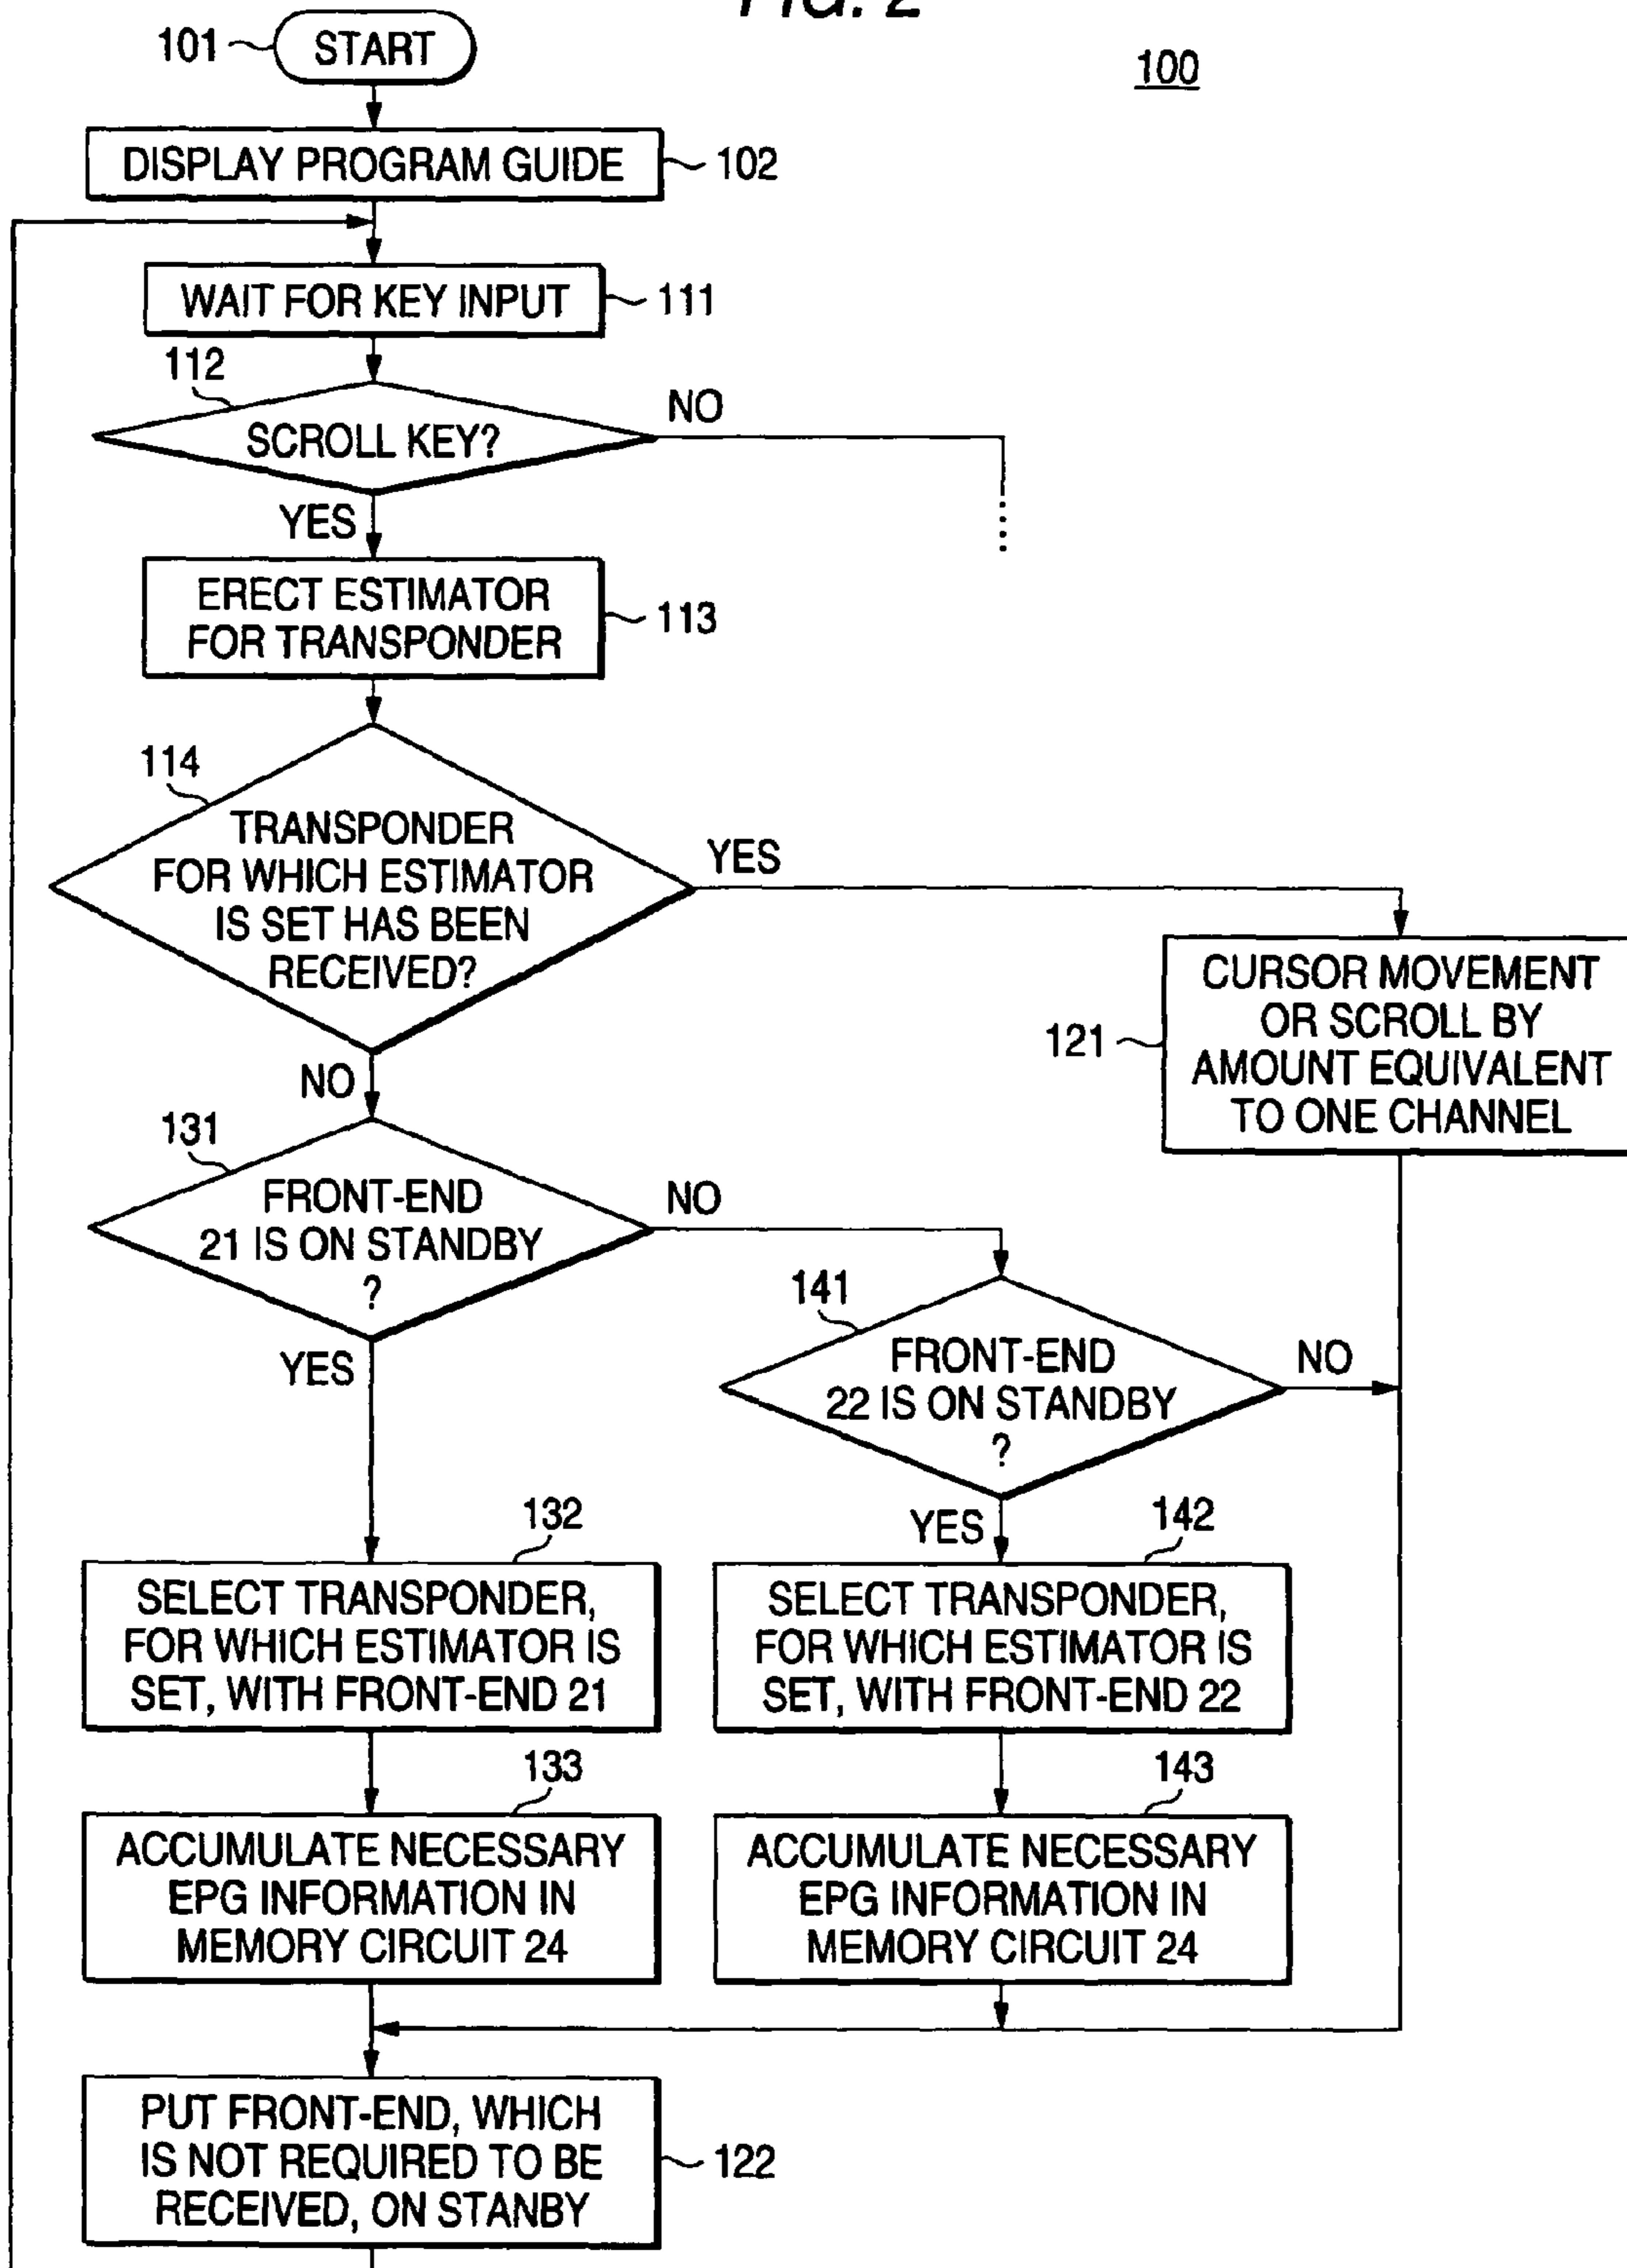 FIG. 2
100
101
START
DISPLAY PROGRAM GUIDE
102
WAIT FOR KEY INPUT
111
112
SCROLL KEY?
NO
YES
ERECT ESTIMATOR
FOR TRANSPONDER
113
114
TRANSPONDER
FOR WHICH ESTIMATOR
IS SET HAS BEEN
RECEIVED?
YES
NO
CURSOR MOVEMENT
OR SCROLL BY
AMOUNT EQUIVALENT
TO ONE CHANNEL
121
131
FRONT-END
21 IS ON STANDBY
?
NO
YES
141
FRONT-END
22 IS ON STANDBY
?
NO
YES
132
SELECT TRANSPONDER,
FOR WHICH ESTIMATOR IS
SET, WITH FRONT-END 21
142
SELECT TRANSPONDER,
FOR WHICH ESTIMATOR IS
SET, WITH FRONT-END 22
133
ACCUMULATE NECESSARY
EPG INFORMATION IN
MEMORY CIRCUIT 24
143
ACCUMULATE NECESSARY
EPG INFORMATION IN
MEMORY CIRCUIT 24
PUT FRONT-END, WHICH
IS NOT REQUIRED TO BE
RECEIVED, ON STANBY
122